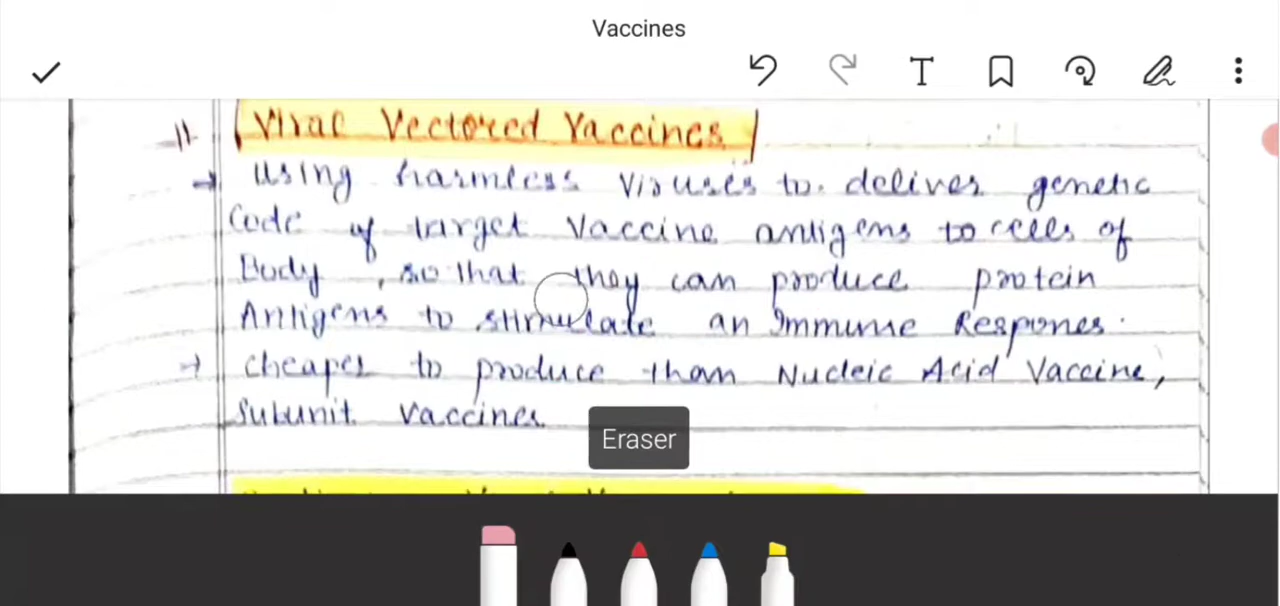 Vaccines
11 Viral Vectored Vaccines
→ using harmless viruses to deliver genetic
Code of target Vaccine antigens to cells of
Body, so that they can produce protein
Antigens to stimulate an Immune Respones.
→ cheaper to produce than Nucleic Acid Vaccine,
Subunit vaccines
Eraser